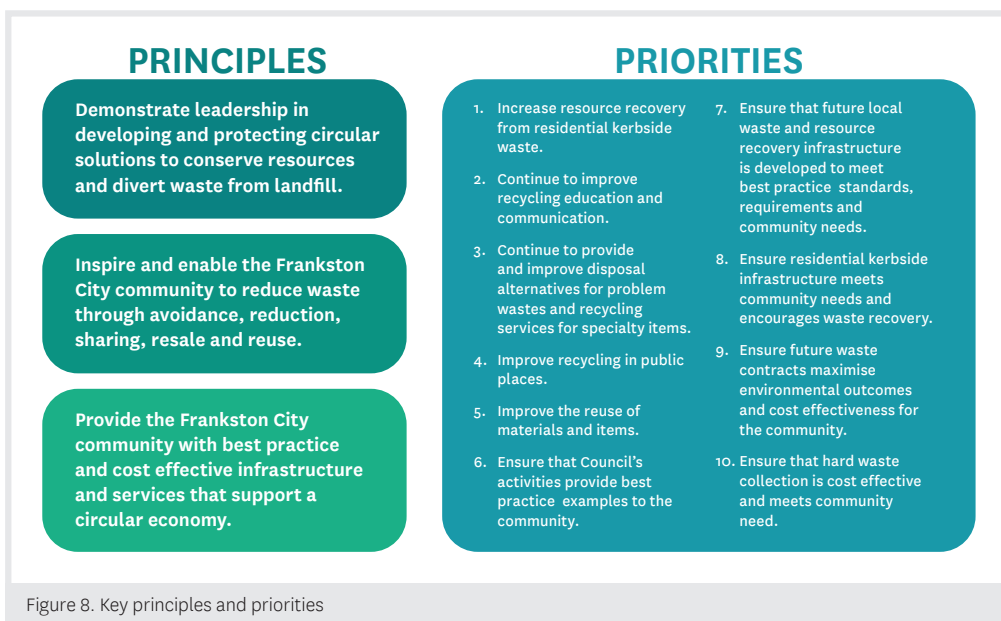 PRINCIPLES
Demonstrate leadership in
developing and protecting circular
solutions to conserve resources
and divert waste from landfill.
Inspire and enable the Frankston
City community to reduce waste
through avoidance, reduction,
sharing, resale and reuse.
Provide the Frankston City
community with best practice
and cost effective infrastructure
and services that support a
circular economy.
PRIORITIES
1. Increase resource recovery
from residential kerbside
waste.
2. Continue to improve
recycling education and
communication.
3. Continue to provide
and improve disposal
alternatives for problem
wastes and recycling
services for specialty items.
4. Improve recycling in public
places.
5. Improve the reuse of
materials and items.
6. Ensure that Council's
activities provide best
practice examples to the
community.
7. Ensure that future local
waste and resource
recovery infrastructure
is developed to meet
best practice standards,
requirements and
community needs.
8. Ensure residential kerbside
infrastructure meets
community needs and
encourages waste recovery.
9. Ensure future waste
contracts maximise
environmental outcomes
and cost effectiveness for
the community.
10. Ensure that hard waste
collection is cost effective
and meets community
need.
Figure 8. Key principles and priorities